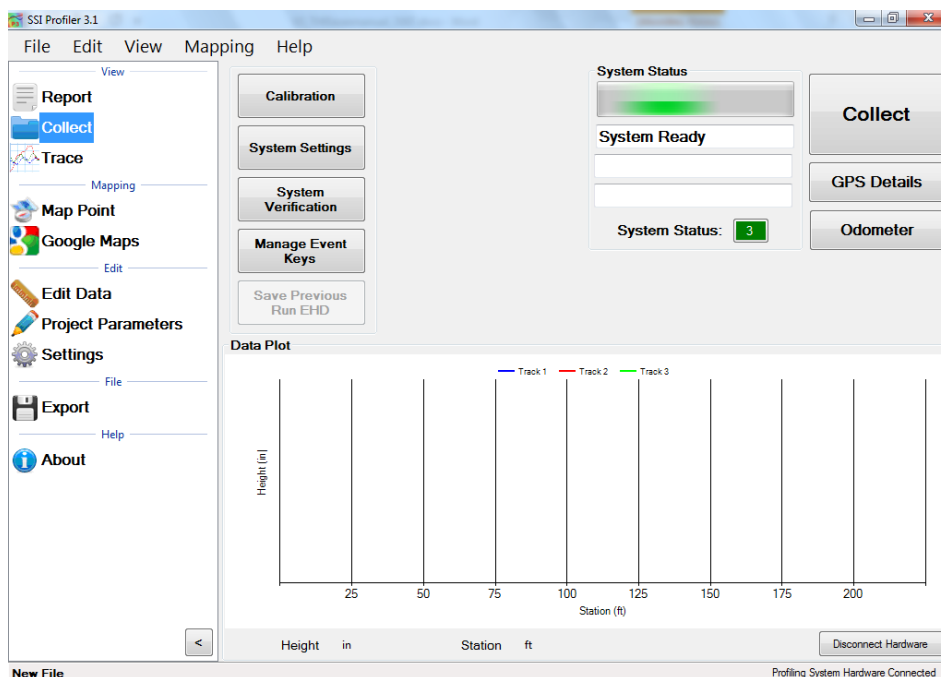 SSI Profiler 3.1
File Edit View Mapping Help
View
Report
Collect
Trace
Mapping
Map Point
Google Maps
Edit
Edit Data
Project Parameters
Settings
File
Export
Help
About
<
Calibration
System Settings
System
Verification
Manage Event
Keys
Save Previous
Run EHD
System Status
System Ready
System Status: 3
Collect
GPS Details
Odometer
Data Plot
Track 1 Track 2 Track 3
Height [in]
25 50 75 100 125 150 175 200
Station (ft)
Height in Station ft
Disconnect Hardware
New File
Profiling System Hardware Connected